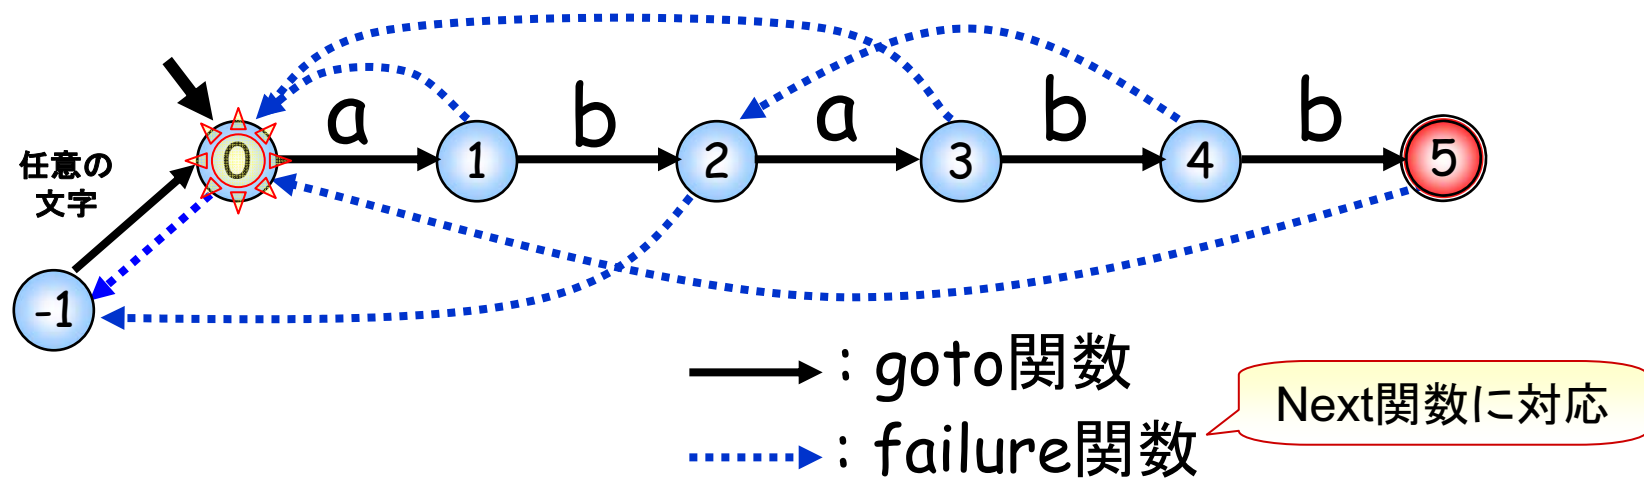 a b a b b
0 1 2 3 4 5
任意の
文字
-1
: goto関数
Next関数に対応
: failure関数